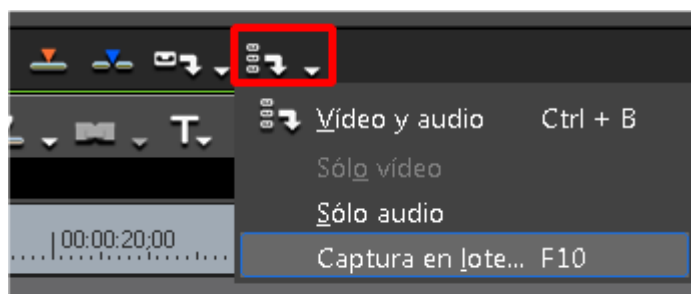 T
Vídeo y audio Ctrl + B
Sólo vídeo
Sólo audio
00:00:20;00
Captura en lote... F10